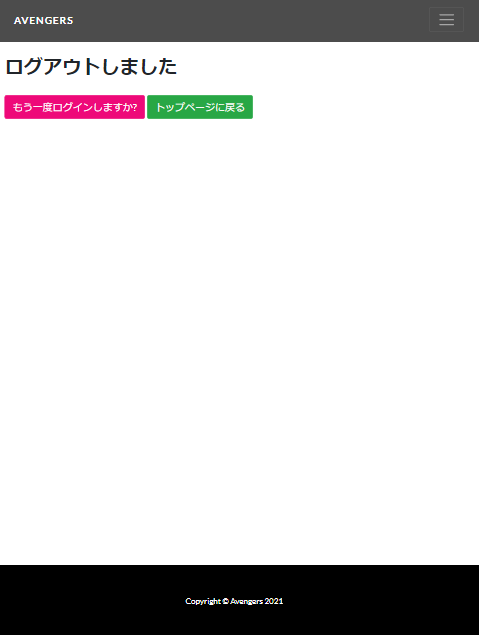 AVENGERS
ログアウトしました
もう一度ログインしますか?
トップページに戻る
Copyright © Avengers 2021